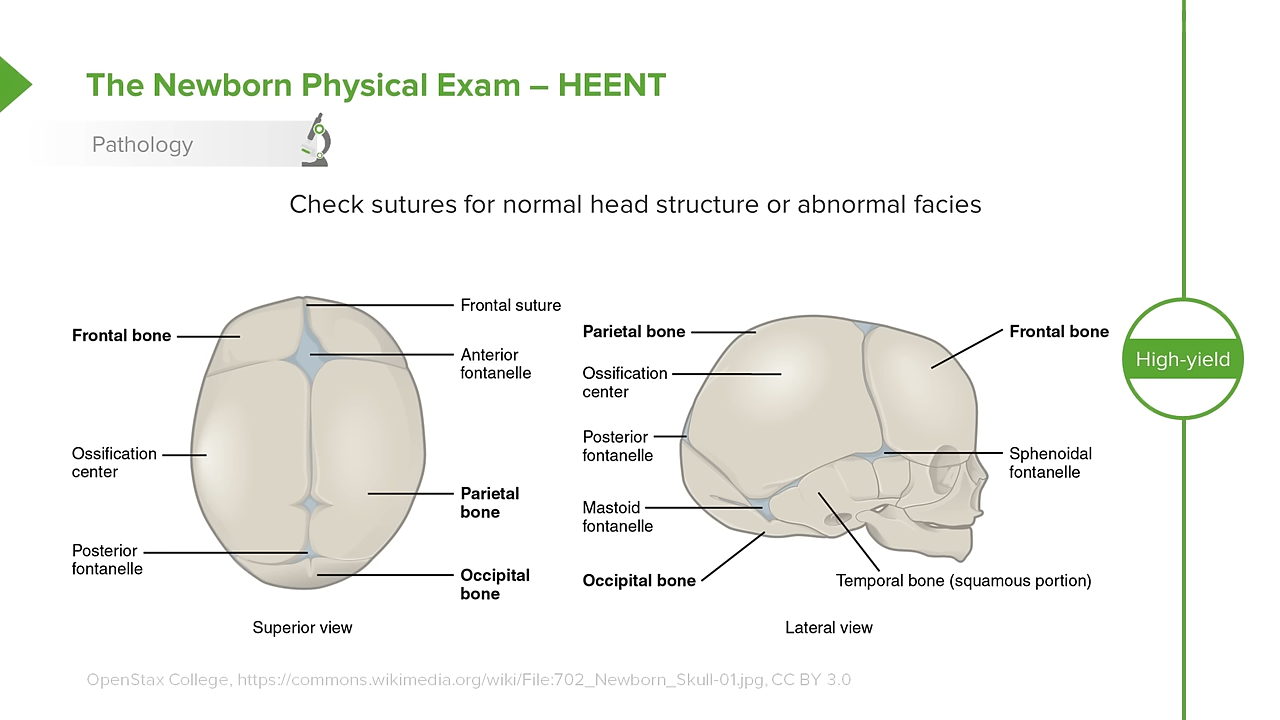 The Newborn Physical Exam – HEENT
Pathology
Check sutures for normal head structure or abnormal facies
Frontal bone
Ossification
center
Posterior
fontanelle
Frontal suture
Anterior
fontanelle
Parietal
bone
Occipital
bone
Superior view
Parietal bone
Ossification
center
Posterior
fontanelle
Mastoid
fontanelle
Occipital bone
Frontal bone
Sphenoidal
fontanelle
Temporal bone (squamous portion)
Lateral view
High-yield
OpenStax College, https://commons.wikimedia.org/wiki/File:702_Newborn_Skull-01.jpg, CC BY 3.0